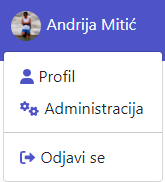 Andrija Mitić
Profil
Administracija
Odjavi se